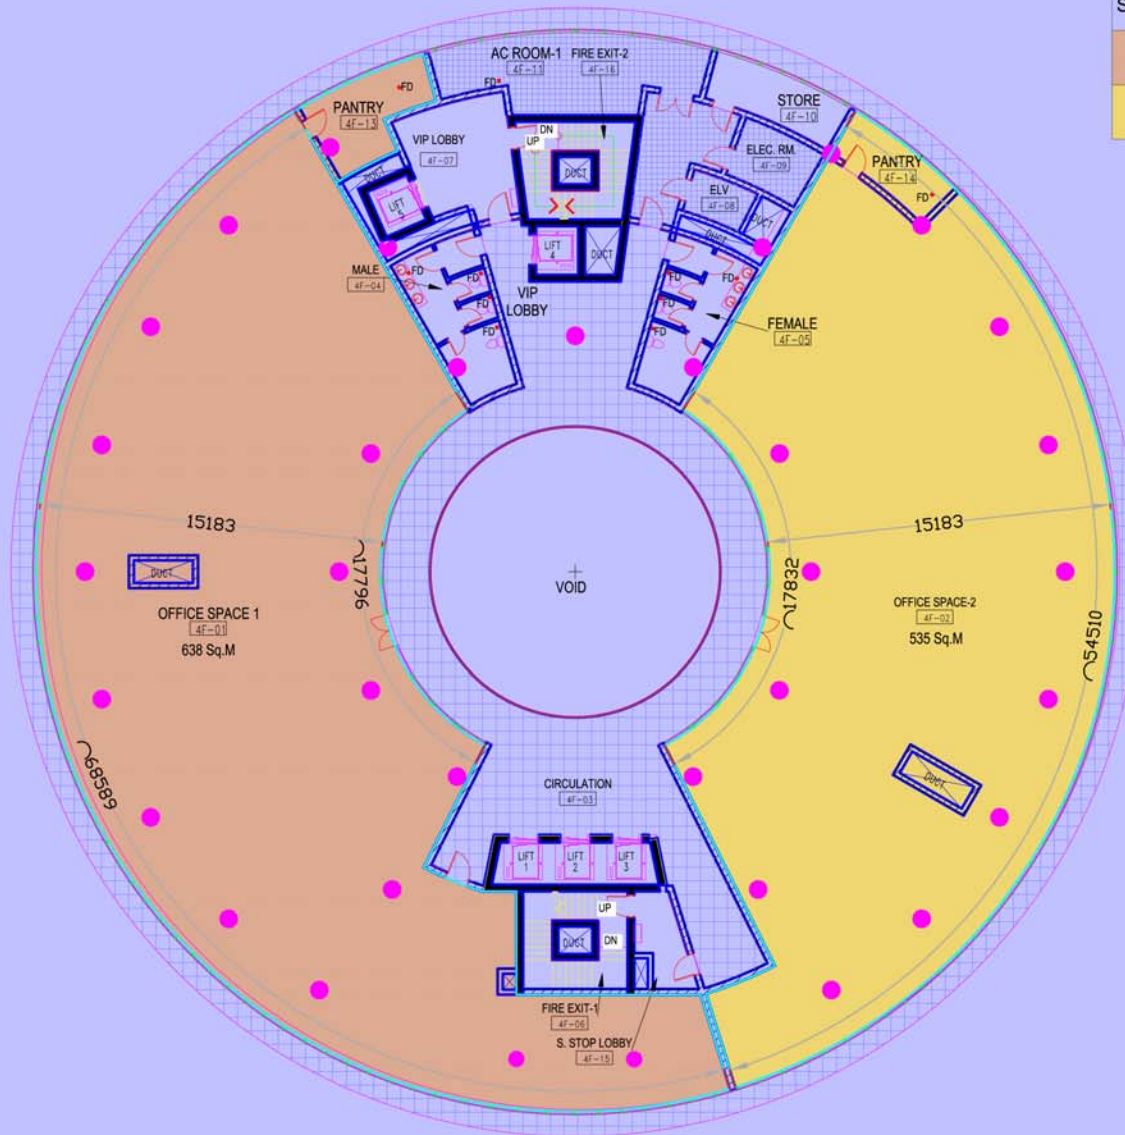 S
AC ROOM-1
4F-11
FIRE EXIT-2
4F-16
FD
FD
PANTRY
4F-13
STORE
4F-10
VIP LOBBY
4F-07
DN
UP
ELEC. RM.
4F-09
PANTRY
4F-14
DUCT
DUCT
ELV
4F-08
FD
LIFT
5
DUCT
DUCT
LIFT
4
DUCT
MALE
4F-04
FD
FD
FD
FD
VIP
LOBBY
FD
FD
FD
FD
FEMALE
4F-05
15183
15183
17796
17832
DUCT
VOID
OFFICE SPACE 1
4F-01
638 Sq.M
OFFICE SPACE-2
4F-02
535 Sq.M
54510
68589
DUCT
CIRCULATION
4F-03
LIFT
1
LIFT
2
LIFT
3
UP
DUCT
DN
FIRE EXIT-1
4F-06
S. STOP LOBBY
4F-15